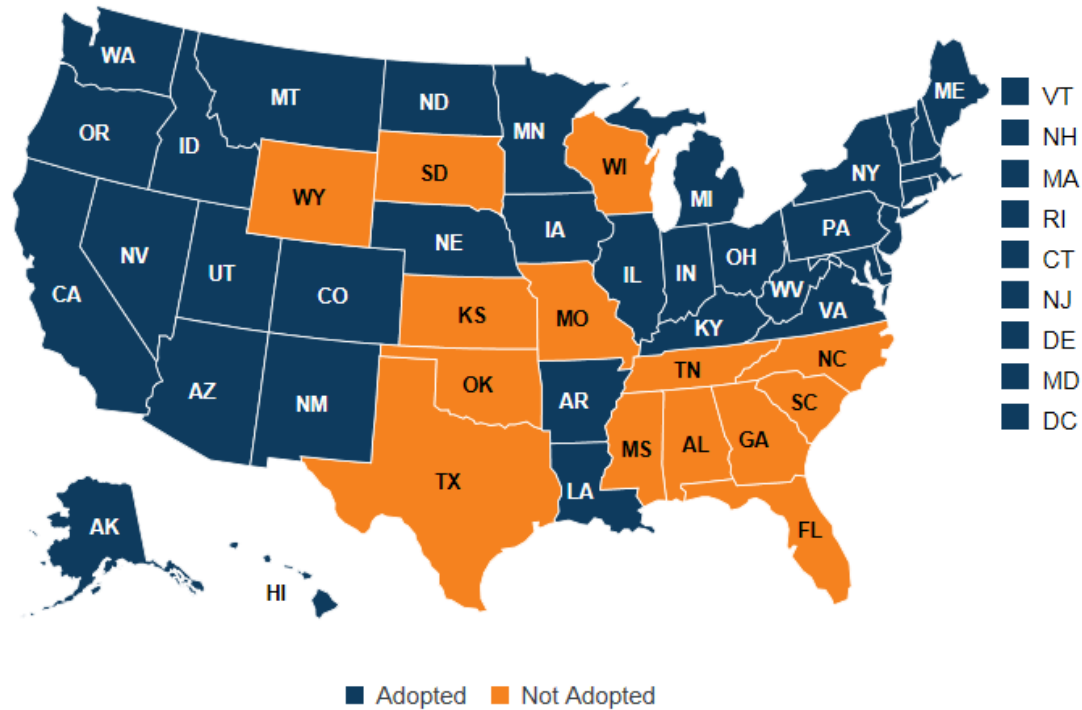 WA
MT
ND
MN
ME
VT
OR
ID
NH
WY
SD
WI
MI
NY
MA
RI
NV
UT
CO
NE
IA
IL
IN
OH
PA
CT
CA
KS
MO
KY
WV
VA
NJ
DE
AZ
NM
OK
AR
TN
NC
MD
SC
DC
TX
LA
MS
AL
GA
FL
AK
HI
Adopted Not Adopted